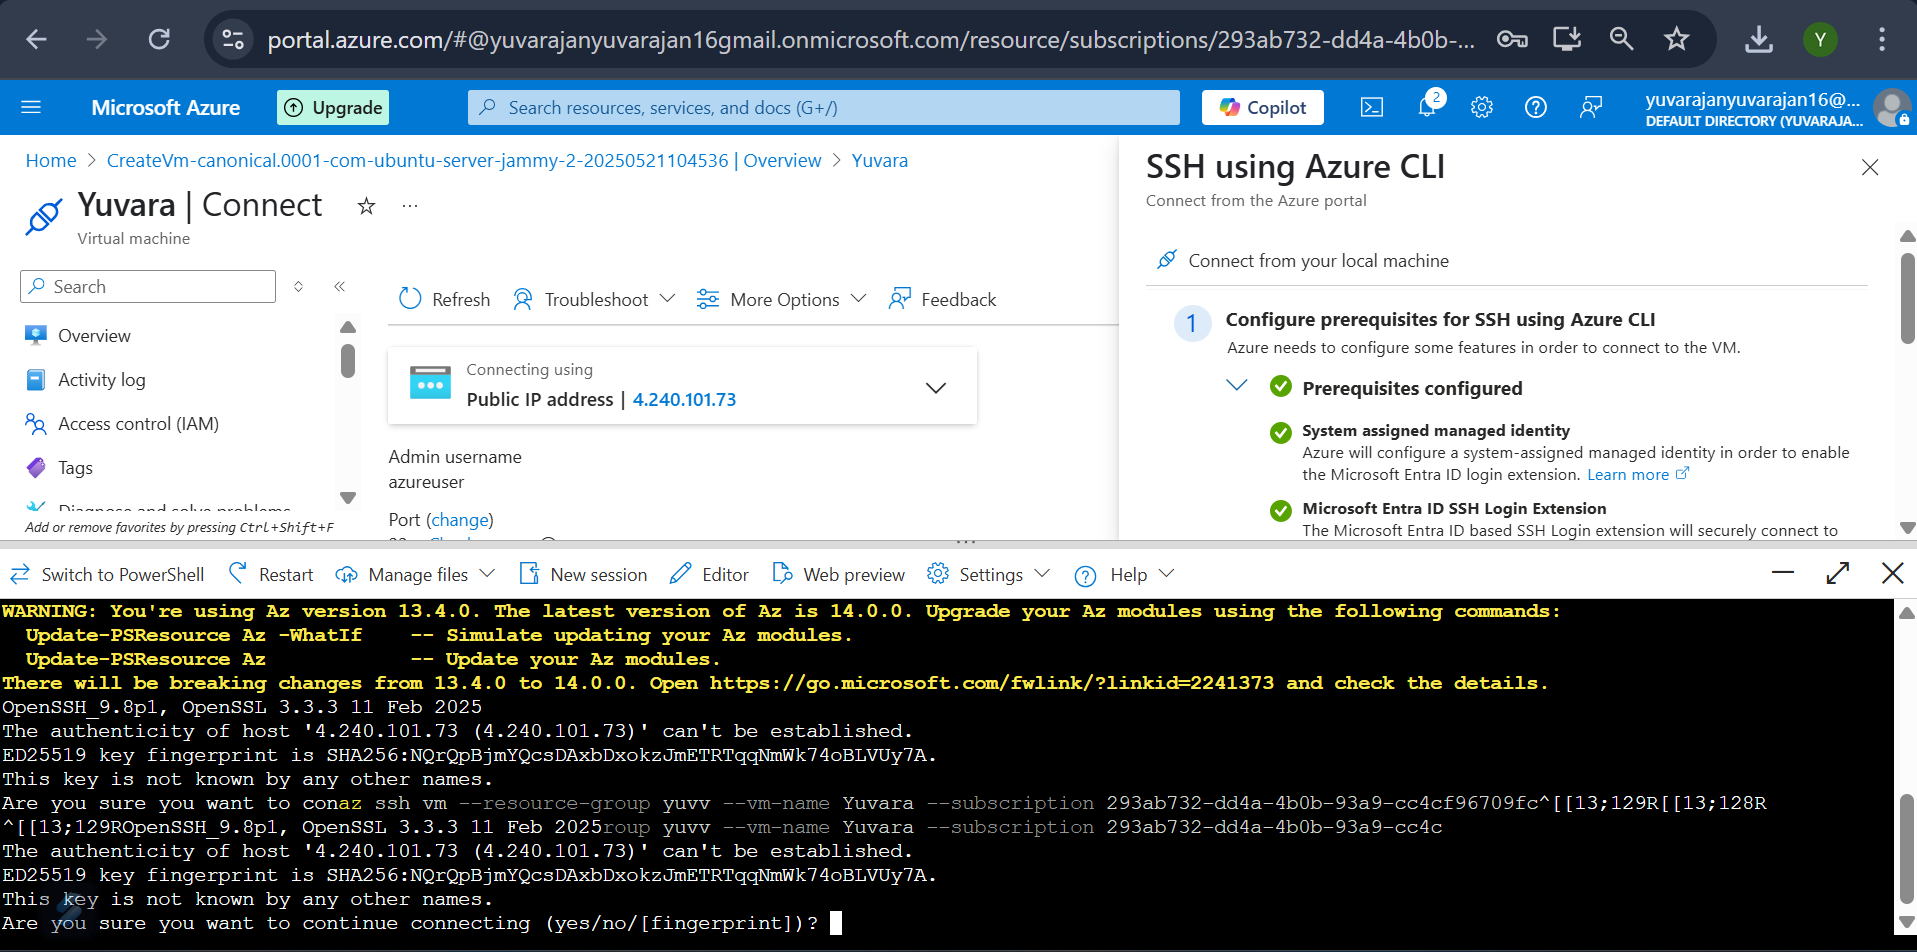 portal.azure.com/#@yuvarajanyuvarajan16gmail.onmicrosoft.com/resource/subscriptions/293ab732-dd4a-4b0b-...
Y
Microsoft Azure
Upgrade
Search resources, services, and docs (G+/)
Copilot
2
yuvarajanyuvarajan16@...
DEFAULT DIRECTORY (YUVARAJA...
Home > CreateVm-canonical.0001-com-ubuntu-server-jammy-2-20250521104536 | Overview > Yuvara
Yuvara | Connect
Virtual machine
Search
Overview
Activity log
Access control (IAM)
Tags
Diagnose and solve problems
Add or remove favorites by pressing Ctrl+Shift+F
Refresh
Troubleshoot
More Options
Feedback
Connecting using
Public IP address | 4.240.101.73
Admin username
azureuser
Port (change)
SSH using Azure CLI
Connect from the Azure portal
Connect from your local machine
1
Configure prerequisites for SSH using Azure CLI
Azure needs to configure some features in order to connect to the VM.
Prerequisites configured
System assigned managed identity
Azure will configure a system-assigned managed identity in order to enable
the Microsoft Entra ID login extension. Learn more
Microsoft Entra ID SSH Login Extension
The Microsoft Entra ID based SSH Login extension will securely connect to
Switch to PowerShell
Restart
Manage files
New session
Editor
Web preview
Settings
Help
WARNING: You're using Az version 13.4.0. The latest version of Az is 14.0.0. Upgrade your Az modules using the following commands:
Update-PSResource Az -WhatIf    -- Simulate updating your Az modules.
Update-PSResource Az            -- Update your Az modules.
There will be breaking changes from 13.4.0 to 14.0.0. Open https://go.microsoft.com/fwlink/?linkid=2241373 and check the details.
OpenSSH_9.8p1, OpenSSL 3.3.3 11 Feb 2025
The authenticity of host '4.240.101.73 (4.240.101.73)' can't be established.
ED25519 key fingerprint is SHA256:NQrQpBjmYQcsDAxbDxokzJmETRTqqNmWk74oBLVUy7A.
This key is not known by any other names.
Are you sure you want to conaz ssh vm --resource-group yuvv --vm-name Yuvara --subscription 293ab732-dd4a-4b0b-93a9-cc4cf96709fc^[[13;129R[[13;128R
^[[13;129ROpenSSH_9.8p1, OpenSSL 3.3.3 11 Feb 2025roup yuvv --vm-name Yuvara --subscription 293ab732-dd4a-4b0b-93a9-cc4c
The authenticity of host '4.240.101.73 (4.240.101.73)' can't be established.
ED25519 key fingerprint is SHA256:NQrQpBjmYQcsDAxbDxokzJmETRTqqNmWk74oBLVUy7A.
This key is not known by any other names.
Are you sure you want to continue connecting (yes/no/[fingerprint])?